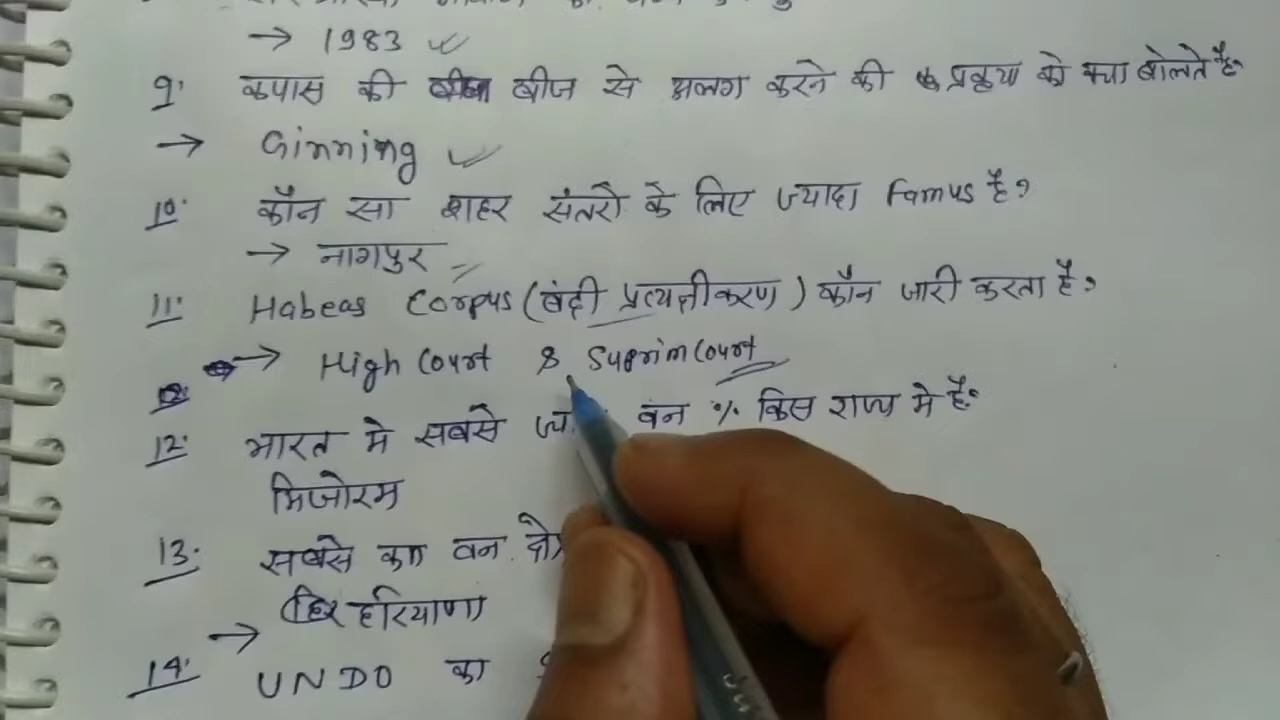 → 1983
9. कपास की बीज से अलग करने की प्रकृया को क्या बोलते है?
→ Ginning
10. कौन सा शहर संतरो के लिए ज्यादा Famus है?
→ नागपुर
11. Habeas Corpus (बंदी प्रत्यक्षीकरण) कौन जारी करता है?
→ High Court & Suprim Court
12. भारत मे सबसे वन % किस राज्य मे है?
मिजोरम
13. सबसे कम वन
→ हरियाणा
14. UNDO का